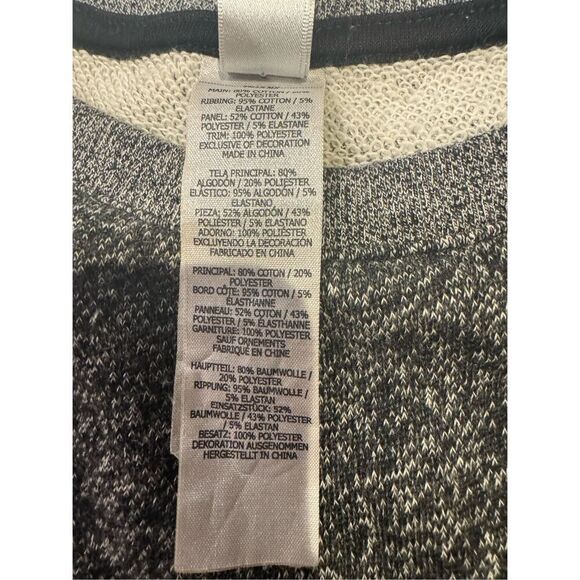 MAIN: 80% COTTON / 20%
POLYESTER
RIBBING: 95% COTTON / 5%
ELASTANE
PANEL: 52% COTTON / 43%
POLYESTER / 5% ELASTANE
TRIM: 100% POLYESTER
EXCLUSIVE OF DECORATION
MADE IN CHINA
TELA PRINCIPAL: 80%
ALGODÓN / 20% POLIÉSTER
ELÁSTICO: 95% ALGODÓN / 5%
ELASTANO
PIEZA: 52% ALGODÓN / 43%
POLIÉSTER / 5% ELASTANO
ADORNO: 100% POLIÉSTER
EXCLUYENDO LA DECORACIÓN
FABRICADO EN CHINA
PRINCIPAL: 80% COTON / 20%
POLYESTER
BORD CÔTE: 95% COTON / 5%
ÉLASTHANNE
PANNEAU: 52% COTON / 43%
POLYESTER / 5% ÉLASTHANNE
GARNITURE: 100% POLYESTER
SAUF ORNEMENTS
FABRIQUÉ EN CHINE
HAUPTTEIL: 80% BAUMWOLLE /
20% POLYESTER
RIPPUNG: 95% BAUMWOLLE /
5% ELASTAN
EINSATZSTÜCK: 52%
BAUMWOLLE / 43% POLYESTER
/ 5% ELASTAN
BESATZ: 100% POLYESTER
DEKORATION AUSGENOMMEN
HERGESTELLT IN CHINA